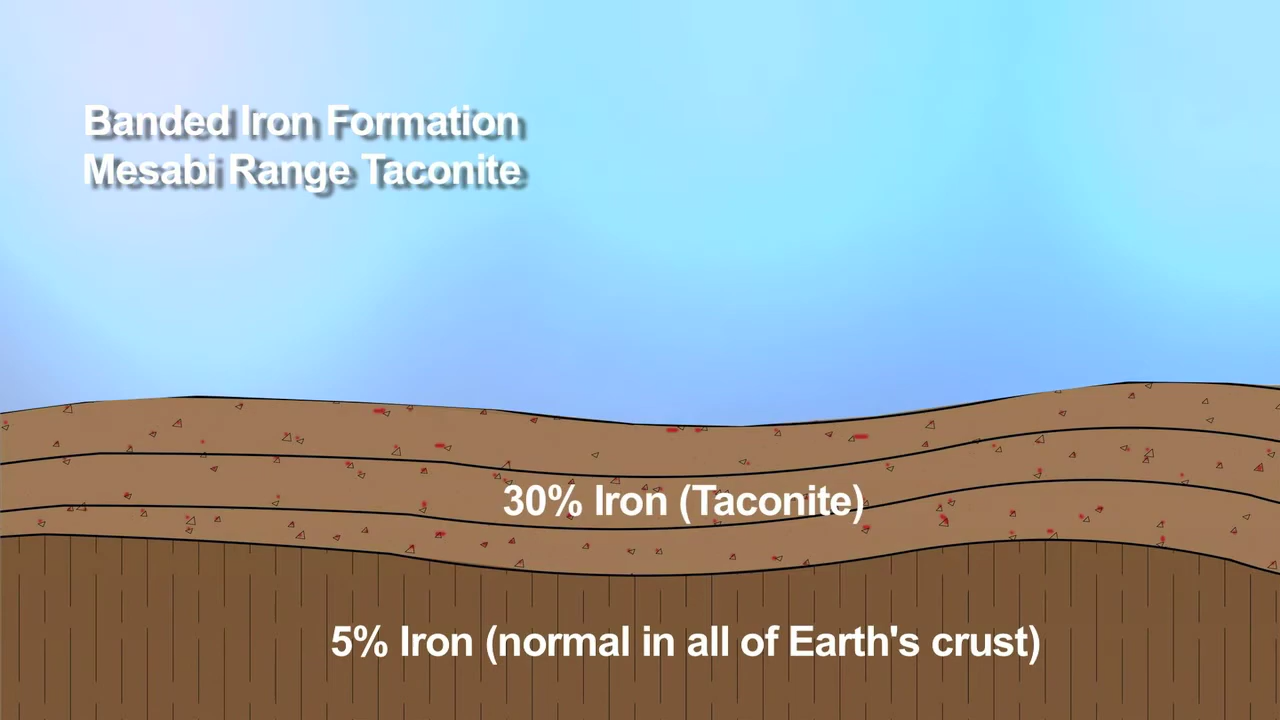 Banded Iron Formation
Mesabi Range Taconite
30% Iron (Taconite)
5% Iron (normal in all of Earth's crust)